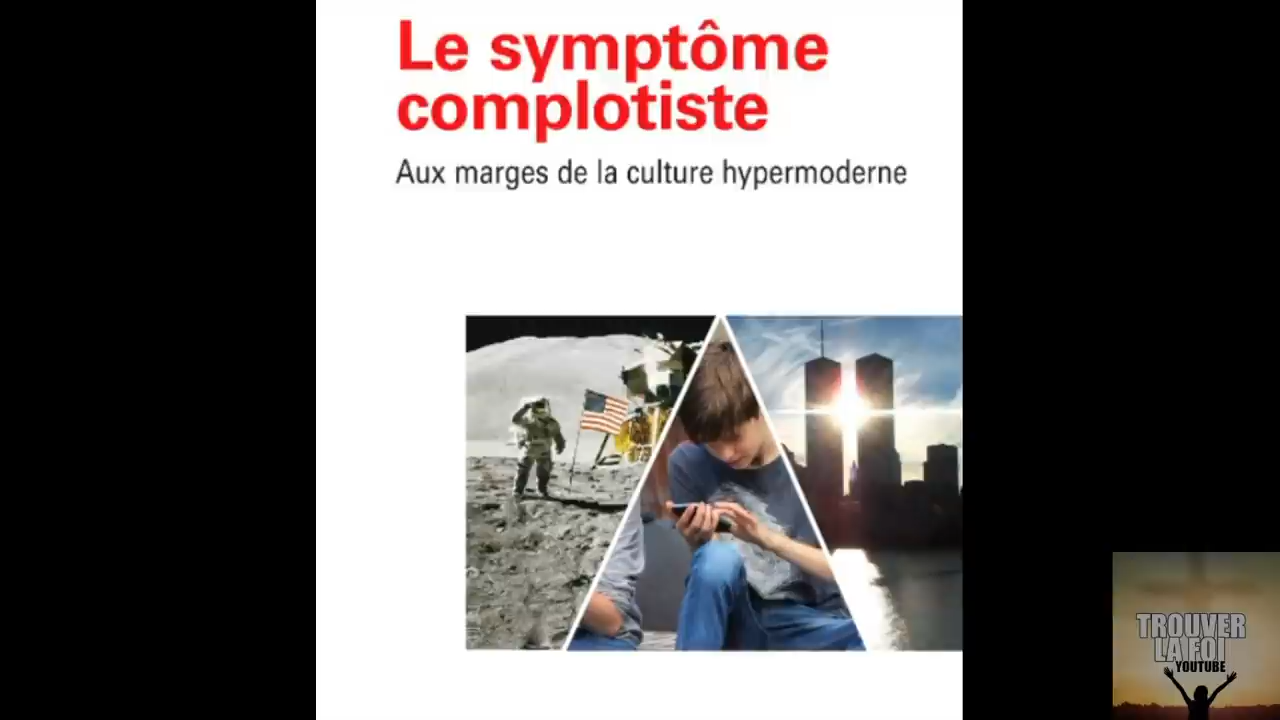 Le symptôme
complotiste
Aux marges de la culture hypermoderne
TROUVER
LA FOI
YOUTUBE